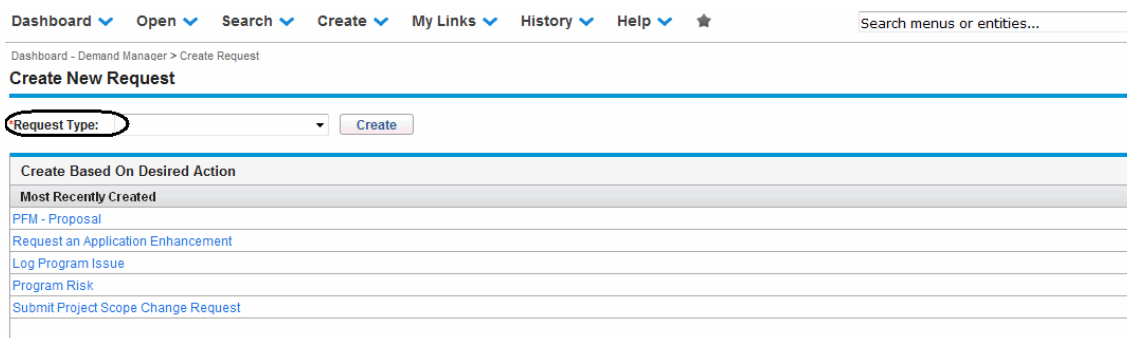 Dashboard Open Search Create My Links History Help Search menus or entities...
Dashboard - Demand Manager > Create Request
Create New Request
*Request Type: Create
Create Based On Desired Action
Most Recently Created
PFM - Proposal
Request an Application Enhancement
Log Program Issue
Program Risk
Submit Project Scope Change Request